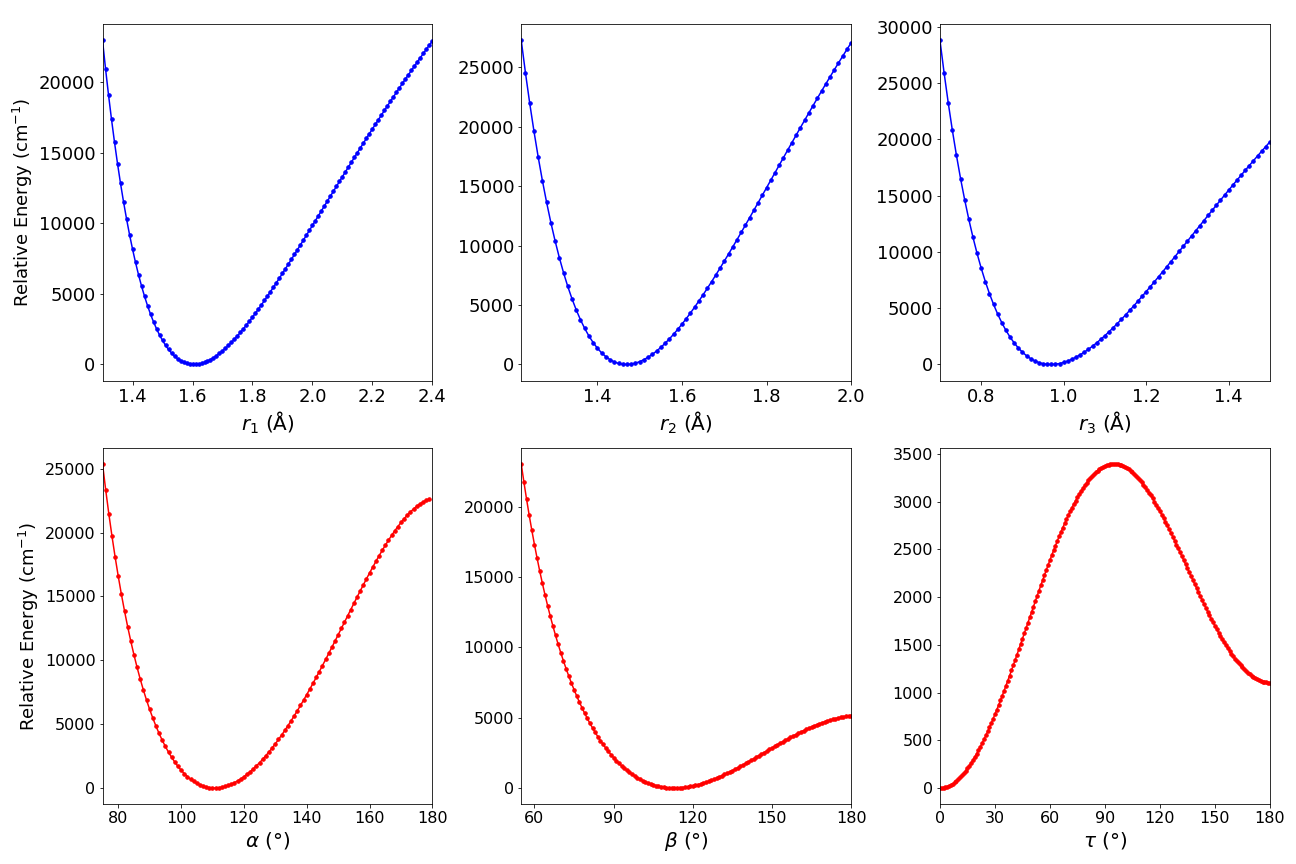 Relative Energy (cm⁻¹)
20000
15000
10000
5000
0
1.4 1.6 1.8 2.0 2.2 2.4
r₁ (Å)
25000
20000
15000
10000
5000
0
1.4 1.6 1.8 2.0
r₂ (Å)
30000
25000
20000
15000
10000
5000
0
0.8 1.0 1.2 1.4
r₃ (Å)
Relative Energy (cm⁻¹)
25000
20000
15000
10000
5000
0
80 100 120 140 160 180
α (°)
20000
15000
10000
5000
0
60 90 120 150 180
β (°)
3500
3000
2500
2000
1500
1000
500
0
0 30 60 90 120 150 180
τ (°)